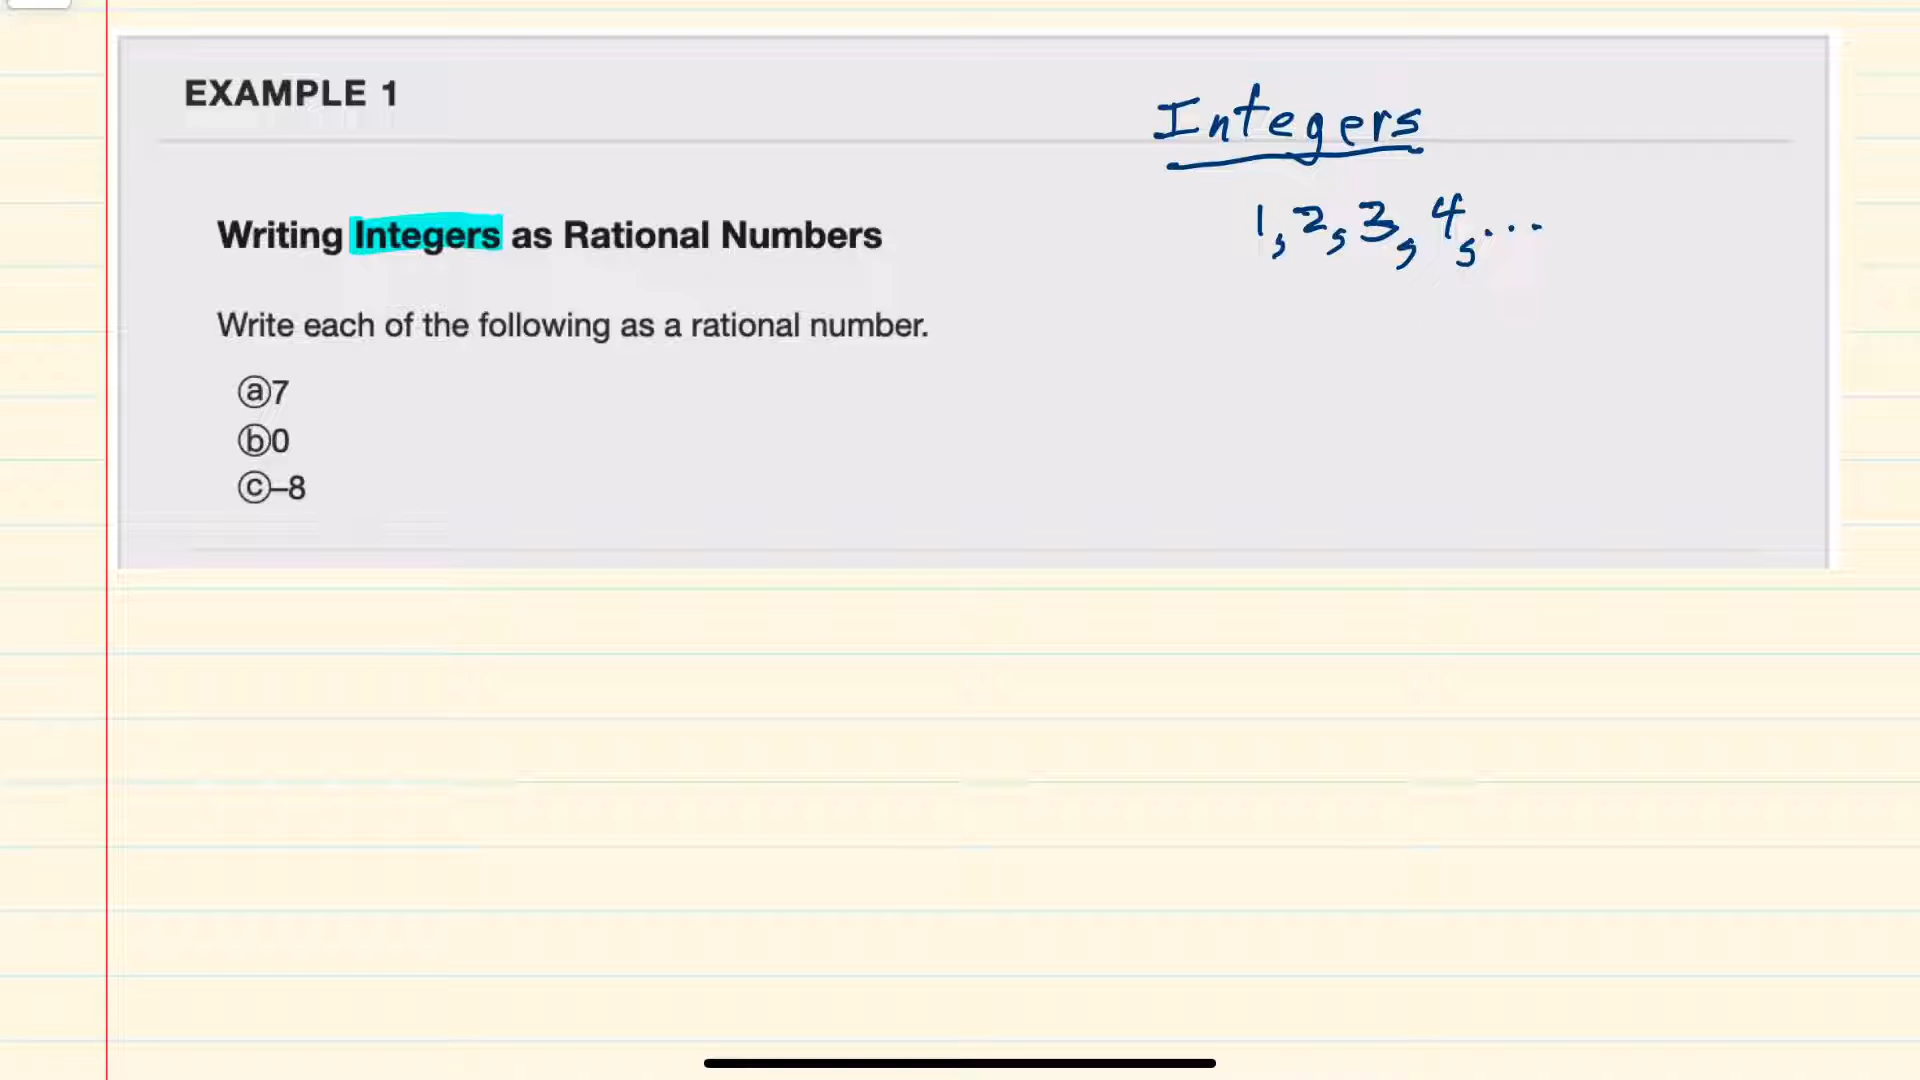 EXAMPLE 1
Integers
1, 2, 3, 4, ...
Writing Integers as Rational Numbers
Write each of the following as a rational number.
ⓐ7
ⓑ0
ⓒ–8